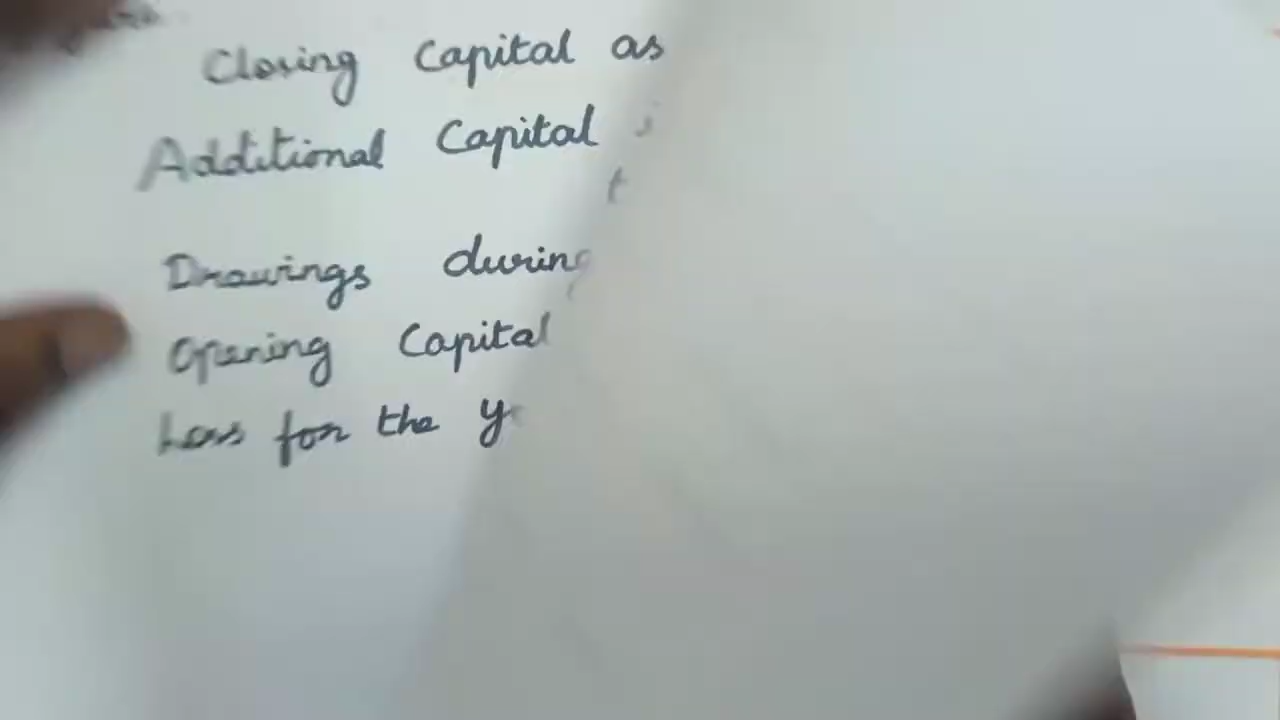 Closing Capital as
Additional Capital
Drawings during
Opening Capital
Loss for the